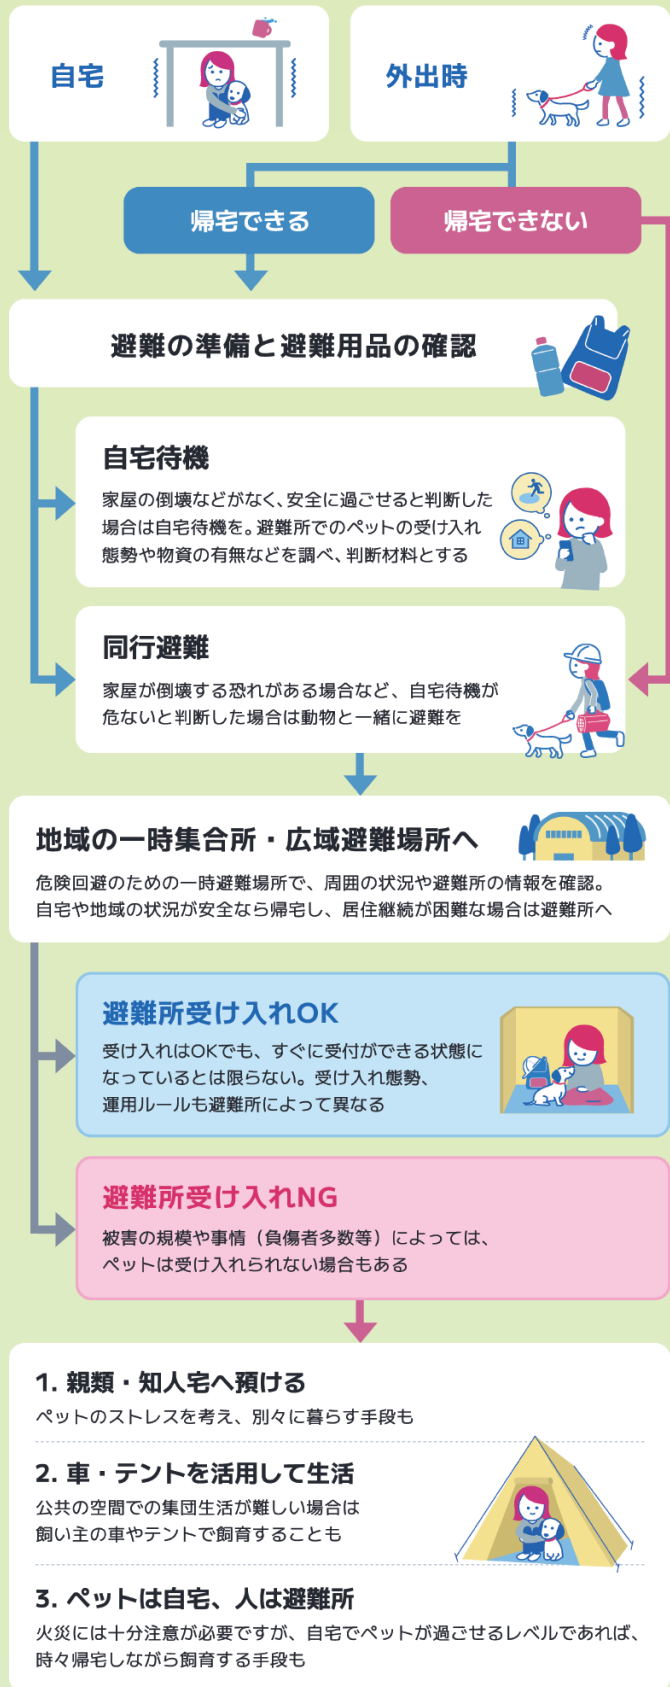 自宅
外出時
帰宅できる
帰宅できない
避難の準備と避難用品の確認
自宅待機
家屋の倒壊などがなく、安全に過ごせると判断した
場合は自宅待機を。避難所でのペットの受け入れ
態勢や物資の有無などを調べ、判断材料とする
同行避難
家屋が倒壊する恐れがある場合など、自宅待機が
危ないと判断した場合は動物と一緒に避難を
地域の一時集合所・広域避難場所へ
危険回避のための一時避難場所で、周囲の状況や避難所の情報を確認。
自宅や地域の状況が安全なら帰宅し、居住継続が困難な場合は避難所へ
避難所受け入れOK
受け入れはOKでも、すぐに受付ができる状態に
なっているとは限らない。受け入れ態勢、
運用ルールも避難所によって異なる
避難所受け入れNG
被害の規模や事情（負傷者多数等）によっては、
ペットは受け入れられない場合もある
1. 親類・知人宅へ預ける
ペットのストレスを考え、別々に暮らす手段も
2. 車・テントを活用して生活
公共の空間での集団生活が難しい場合は
飼い主の車やテントで飼育することも
3. ペットは自宅、人は避難所
火災には十分注意が必要ですが、自宅でペットが過ごせるレベルであれば、
時々帰宅しながら飼育する手段も